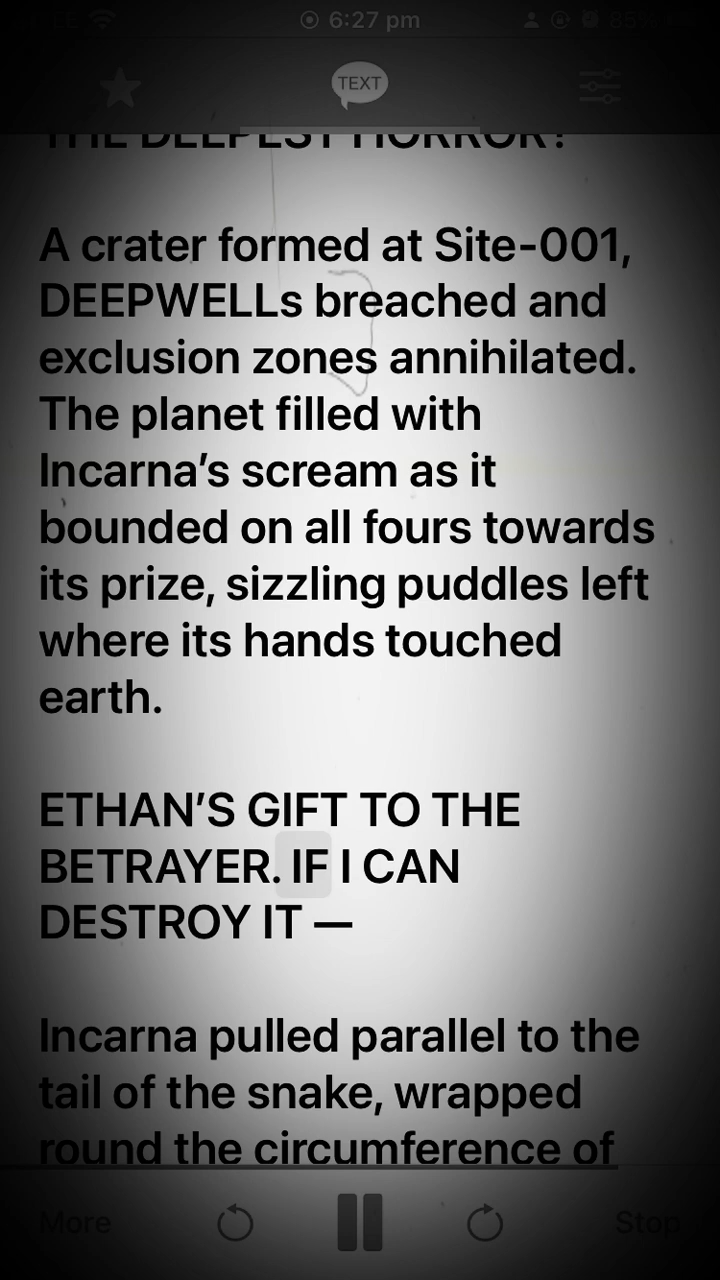 6:27 pm
TEXT
THE DEEPEST HORROR?
A crater formed at Site-001,
DEEPWELLs breached and
exclusion zones annihilated.
The planet filled with
Incarna’s scream as it
bounded on all fours towards
its prize, sizzling puddles left
where its hands touched
earth.
ETHAN’S GIFT TO THE
BETRAYER. IF I CAN
DESTROY IT —
Incarna pulled parallel to the
tail of the snake, wrapped
round the circumference of
More
Stop